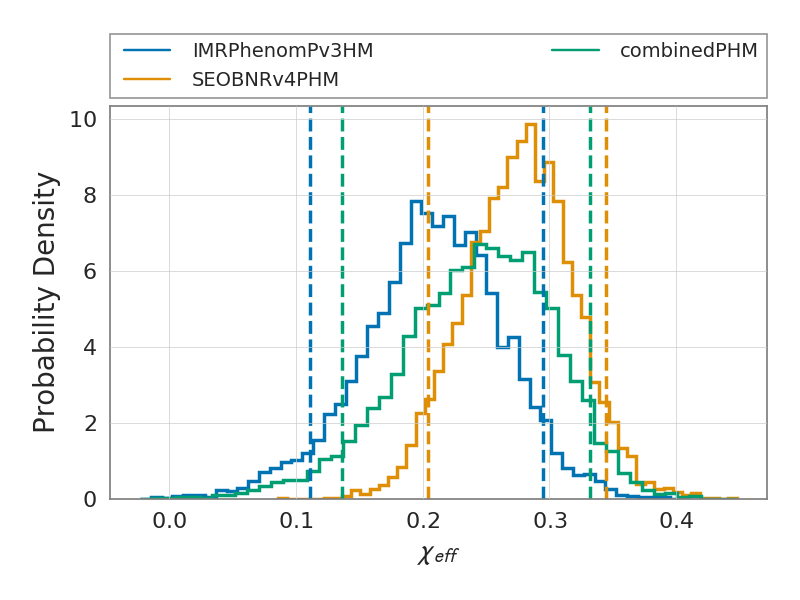 IMRPhenomPv3HM
SEOBNRv4PHM
combinedPHM
Probability Density
10
8
6
4
2
0
0.0 0.1 0.2 0.3 0.4
χeff